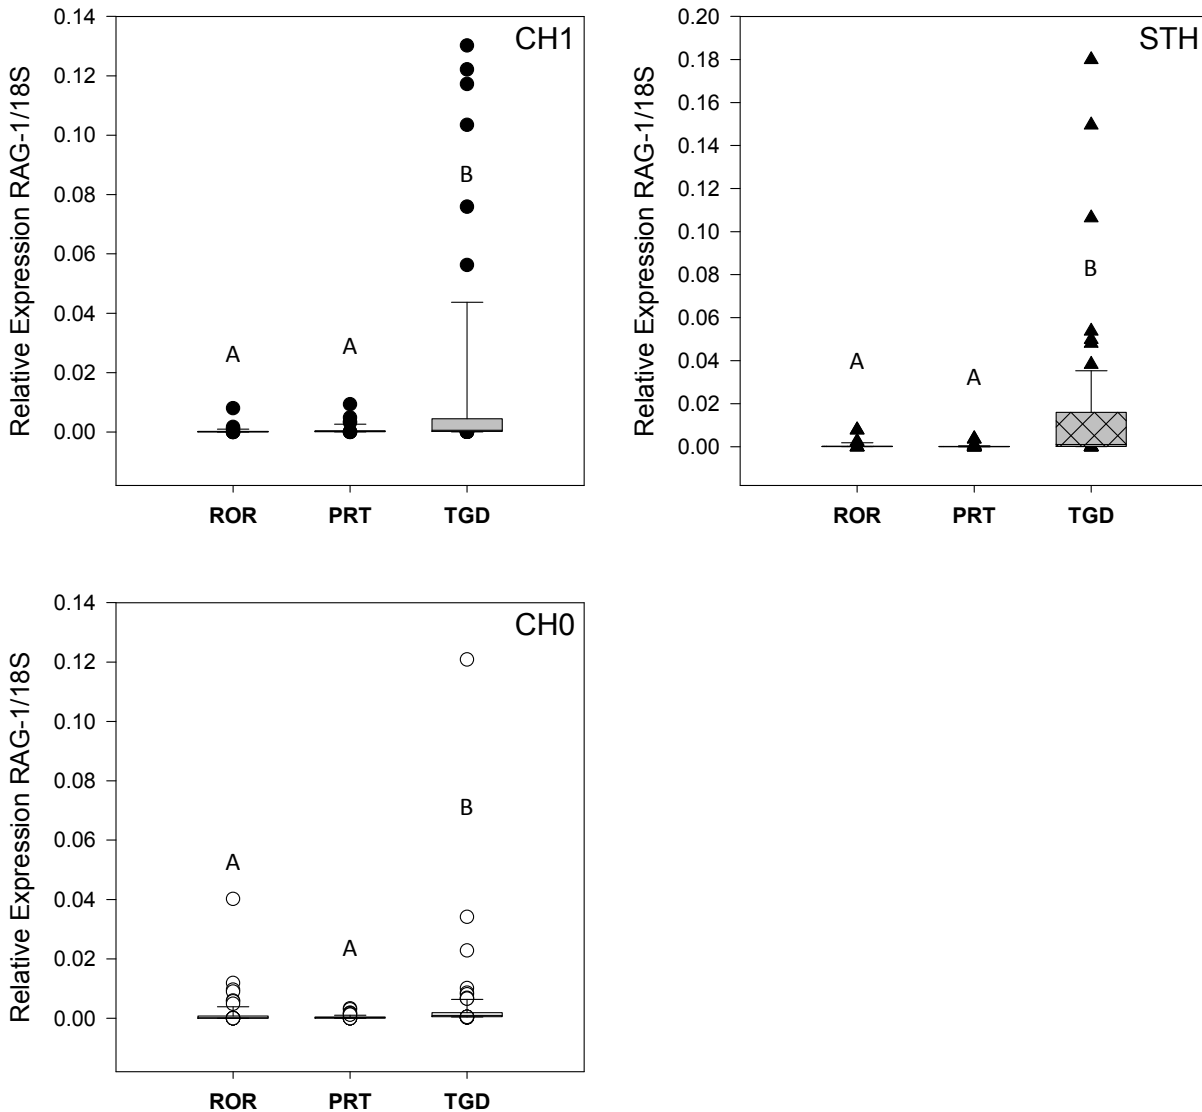 CH1
Relative Expression RAG-1/18S
0.14
0.12
0.10
0.08
0.06
0.04
0.02
0.00
A
A
B
ROR PRT TGD
STH
Relative Expression RAG-1/18S
0.20
0.18
0.16
0.14
0.12
0.10
0.08
0.06
0.04
0.02
0.00
A
A
B
ROR PRT TGD
CH0
Relative Expression RAG-1/18S
0.14
0.12
0.10
0.08
0.06
0.04
0.02
0.00
A
A
B
ROR PRT TGD